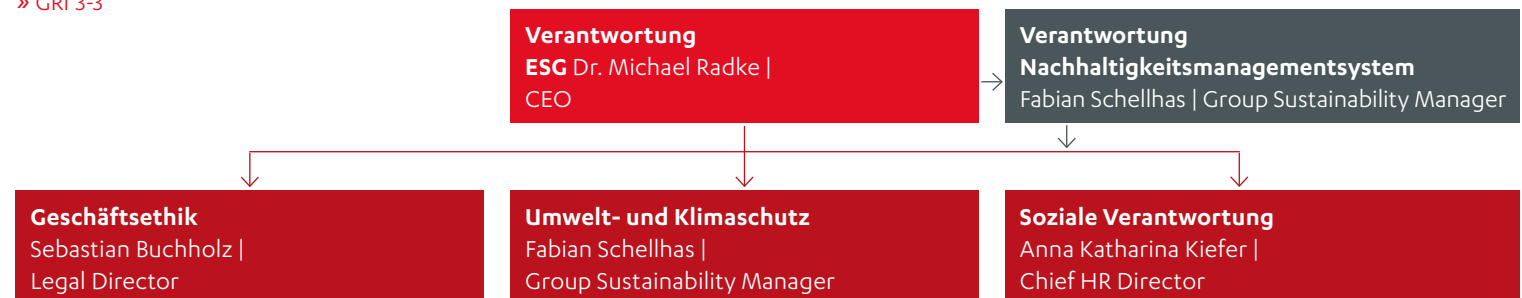 » GRI 3-3
Verantwortung
ESG Dr. Michael Radke |
CEO
Verantwortung
Nachhaltigkeitsmanagementsystem
Fabian Schellhas | Group Sustainability Manager
Geschäftsethik
Sebastian Buchholz |
Legal Director
Umwelt- und Klimaschutz
Fabian Schellhas |
Group Sustainability Manager
Soziale Verantwortung
Anna Katharina Kiefer |
Chief HR Director